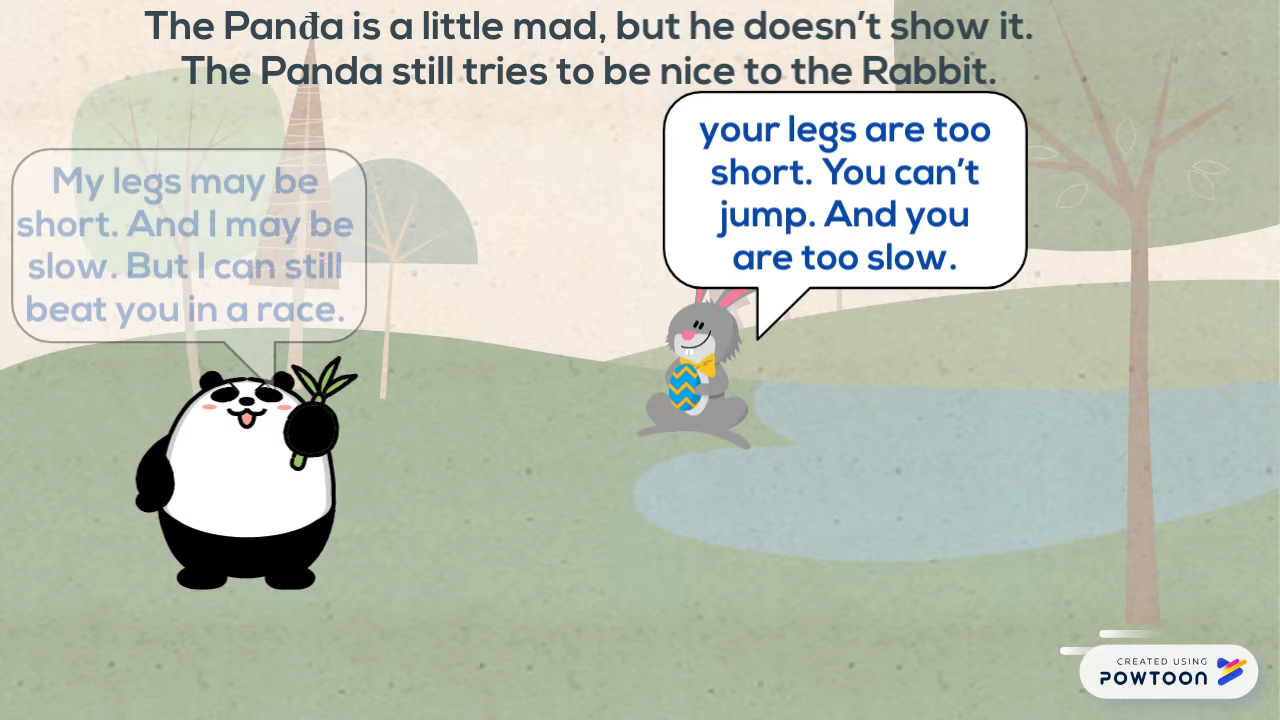 The Panđa is a little mad, but he doesn’t show it.
The Panda still tries to be nice to the Rabbit.
your legs are too
short. You can’t
jump. And you
are too slow.
My legs may be
short. And I may be
slow. But I can still
beat you in a race.
CREATED USING
POWTOON